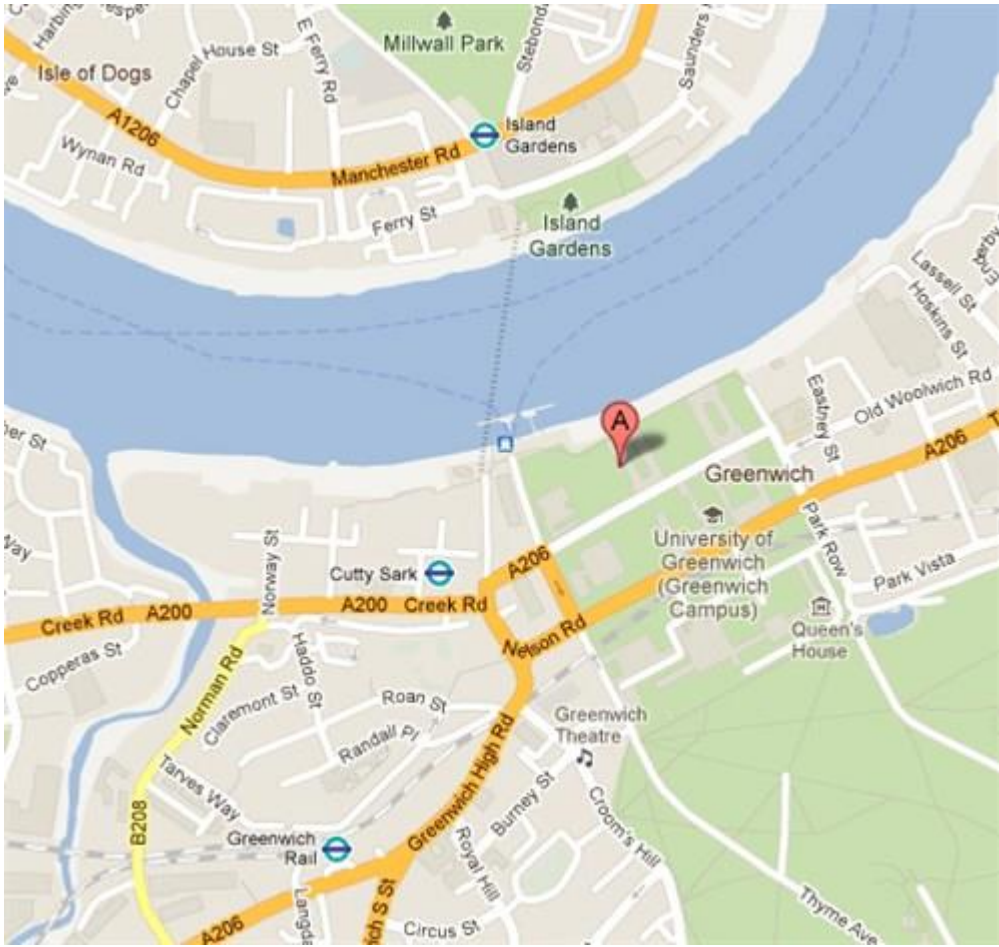 Harbing
E Ferry Rd
Millwall Park
Stebond
Saunders
House St
Isle of Dogs
Chapel
A1206
Island
Gardens
Wynan Rd
Manchester Rd
Ferry St
Island
Gardens
Lassell St
Hoskins St
Eastney St
Old Woolwich Rd
A
A206
Greenwich
University of
Greenwich
(Greenwich
Campus)
Park Row
Park Vista
Queen's
House
Way
Norway St
Cutty Sark
A206
Creek Rd
A200
A200
Creek Rd
Nelson Rd
Copperas St
Haddo St
Norman Rd
Claremont St
Roan St
Randall Pl
Greenwich
Theatre
Greenwich High Rd
Tarves Way
Burney St
Croom's Hill
B208
Greenwich
Rail
Royal Hill
Thyme Ave
A206
Langda
Circus St